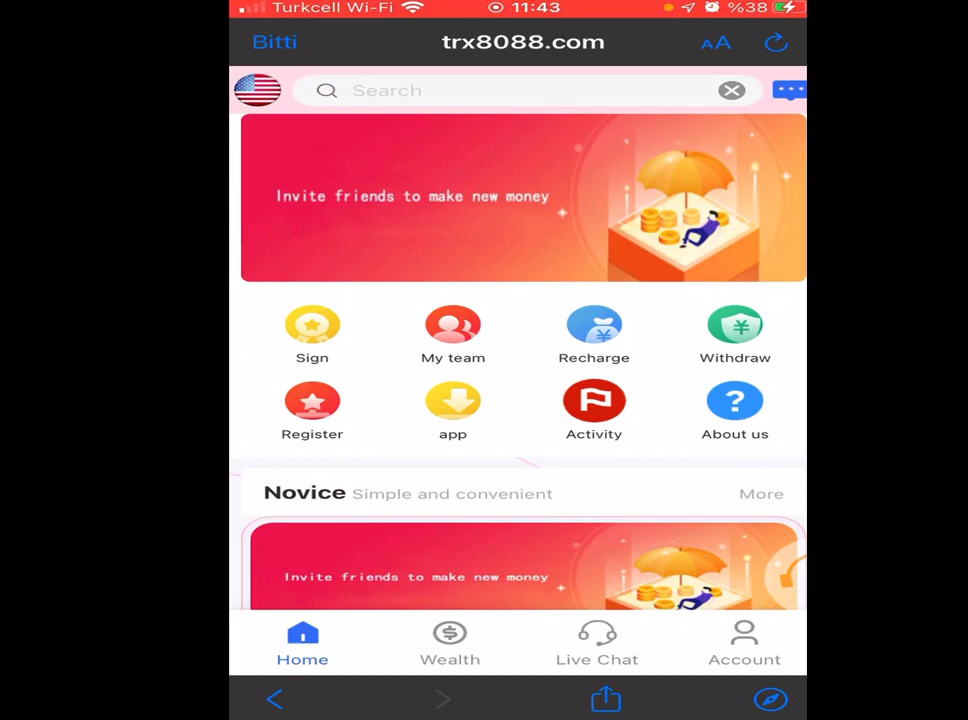 Turkcell Wi-Fi 11:43 %38
Bitti trx8088.com AA
Search
Invite friends to make new money
Sign My team Recharge Withdraw
Register app Activity About us
Novice Simple and convenient More
Invite friends to make new money
Home Wealth Live Chat Account